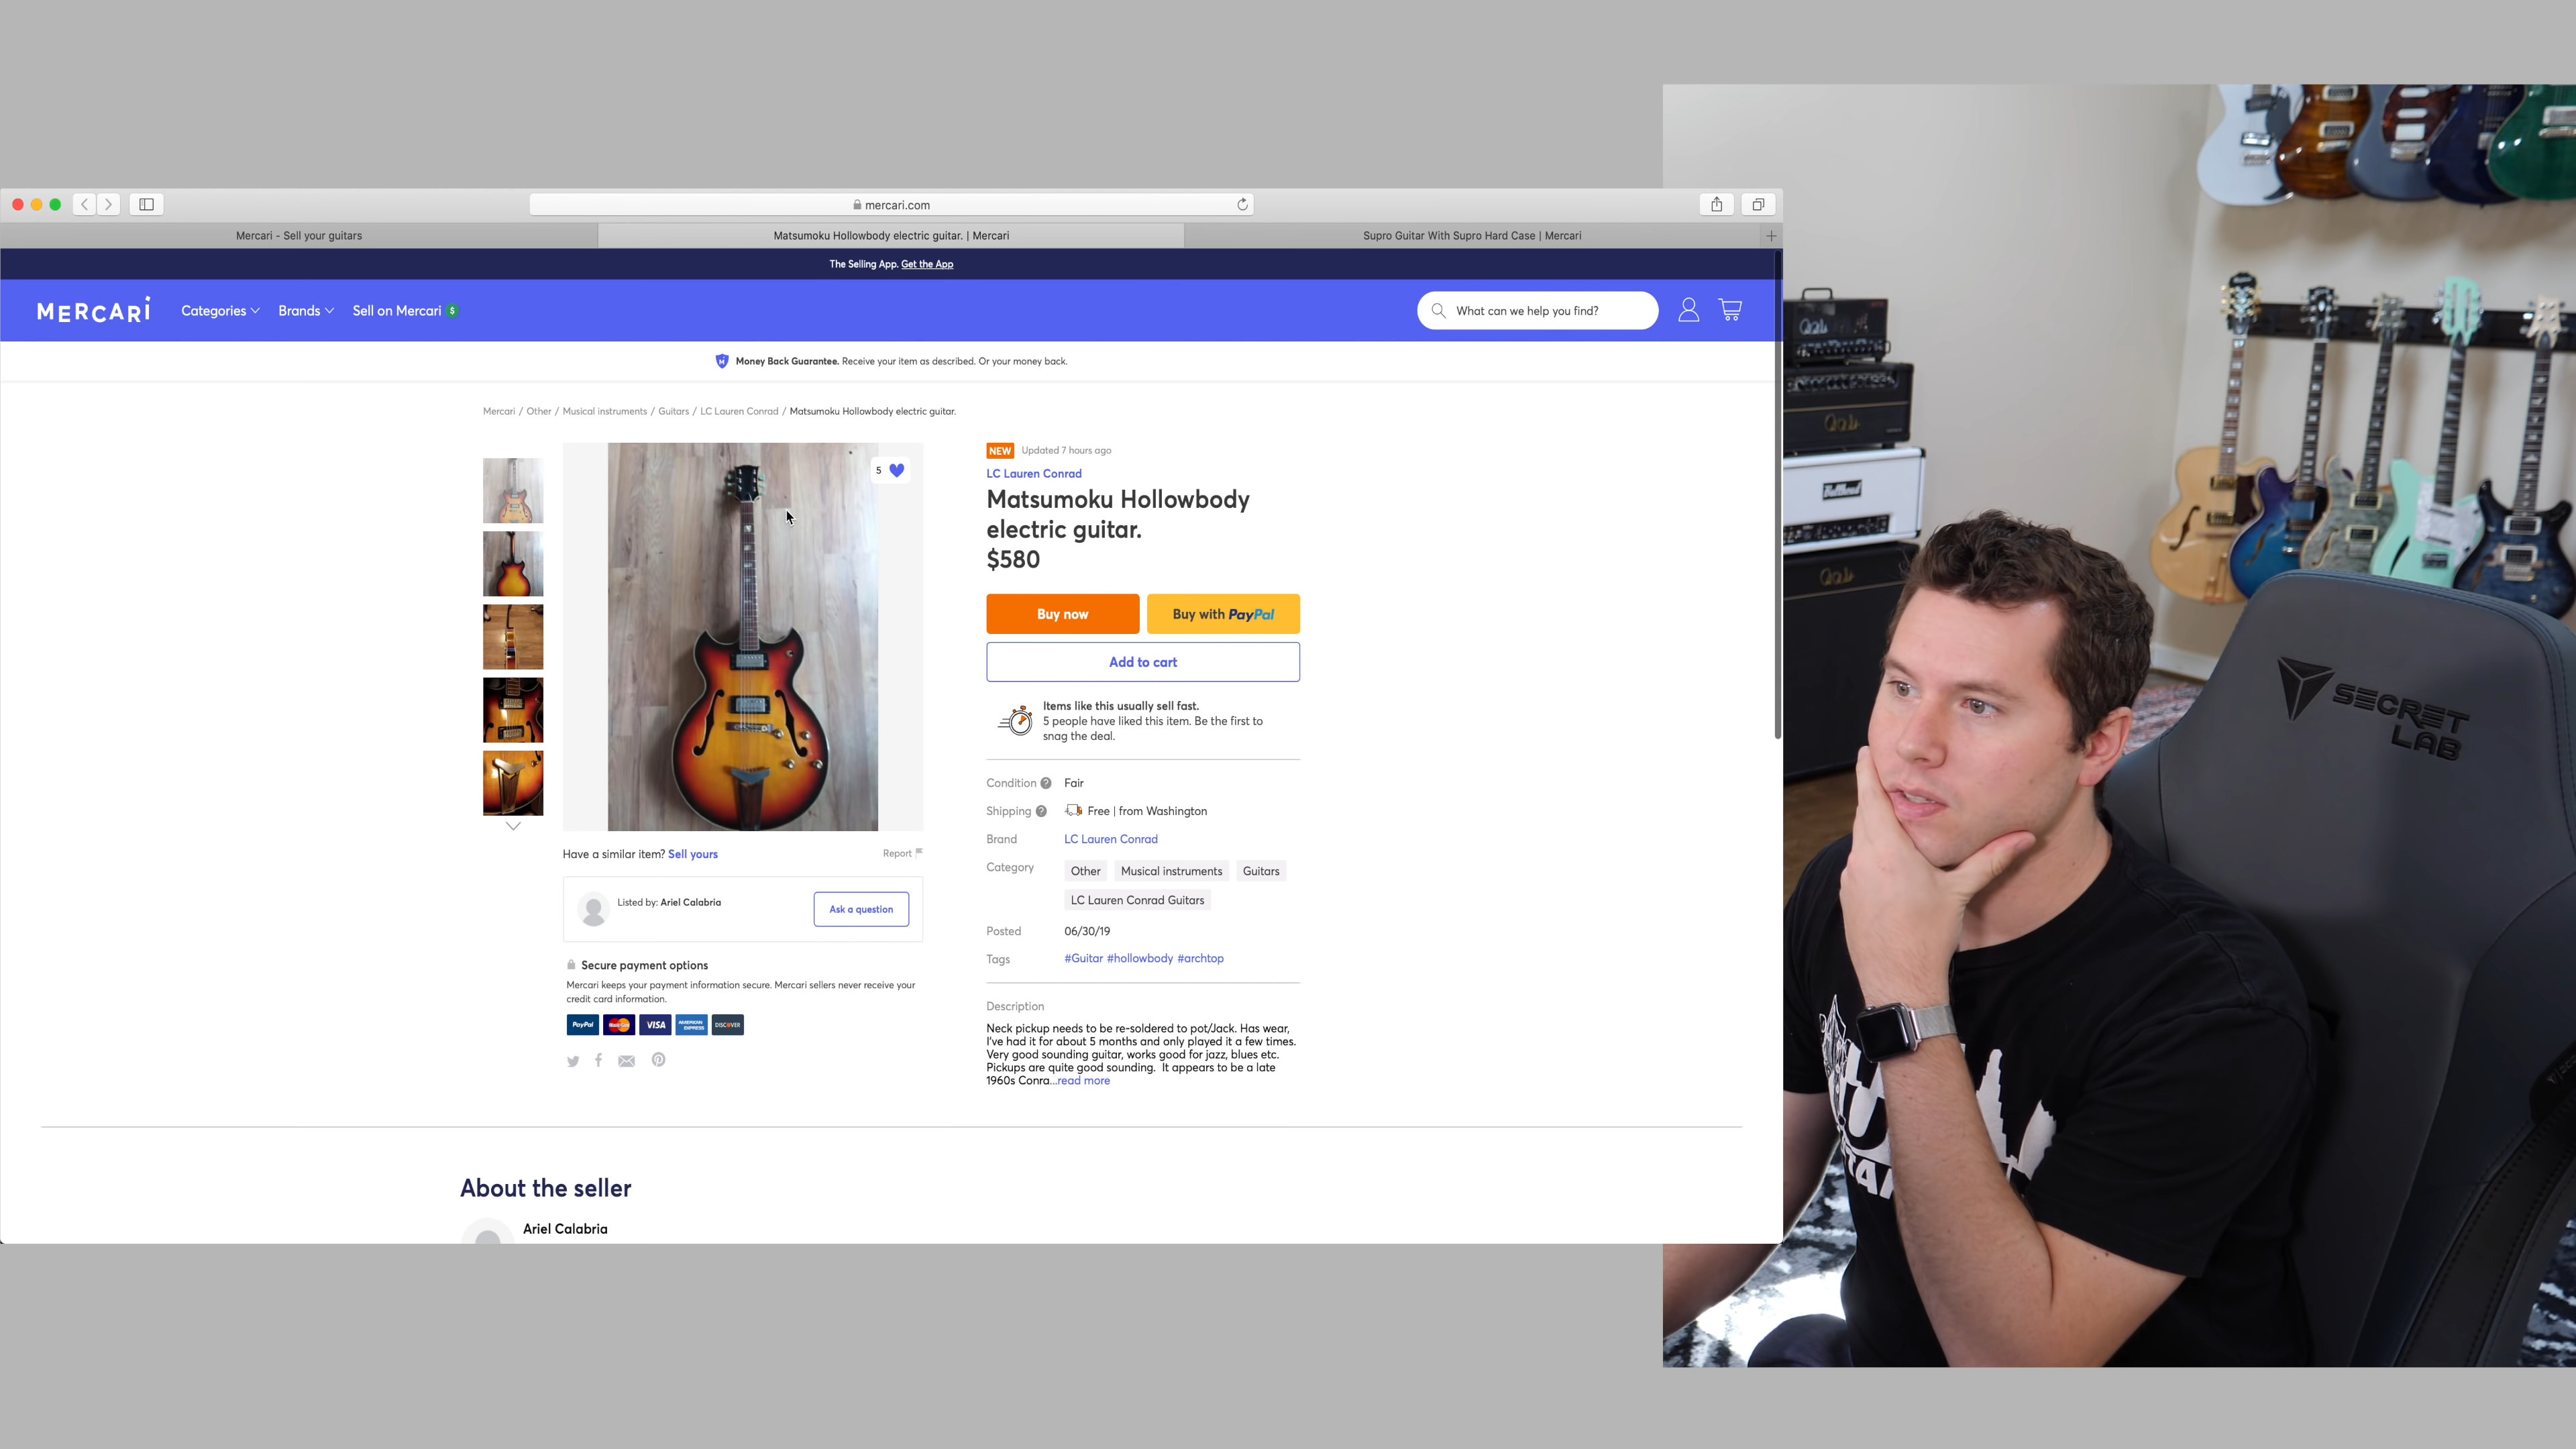 mercari.com
Mercari - Sell your guitars
Matsumoku Hollowbody electric guitar. | Mercari
Supro Guitar With Supro Hard Case | Mercari
The Selling App. Get the App
MERCARI
Categories
Brands
Sell on Mercari $
What can we help you find?
Money Back Guarantee. Receive your item as described. Or your money back.
Mercari / Other / Musical instruments / Guitars / LC Lauren Conrad / Matsumoku Hollowbody electric guitar.
5
NEW Updated 7 hours ago
LC Lauren Conrad
Matsumoku Hollowbody
electric guitar.
$580
Buy now
Buy with PayPal
Add to cart
Items like this usually sell fast.
5 people have liked this item. Be the first to
snag the deal.
Condition ? Fair
Shipping ? Free | from Washington
Brand LC Lauren Conrad
Category Other Musical instruments Guitars
LC Lauren Conrad Guitars
Posted 06/30/19
Tags #Guitar #hollowbody #archtop
Description
Neck pickup needs to be re-soldered to pot/Jack. Has wear,
I've had it for about 5 months and only played it a few times.
Very good sounding guitar, works good for jazz, blues etc.
Pickups are quite good sounding. It appears to be a late
1960s Conra...read more
Have a similar item? Sell yours
Report
Listed by: Ariel Calabria
Ask a question
Secure payment options
Mercari keeps your payment information secure. Mercari sellers never receive your
credit card information.
PayPal
MasterCard
VISA
AMERICAN EXPRESS
DISCOVER
About the seller
Ariel Calabria
SECRET
LAB